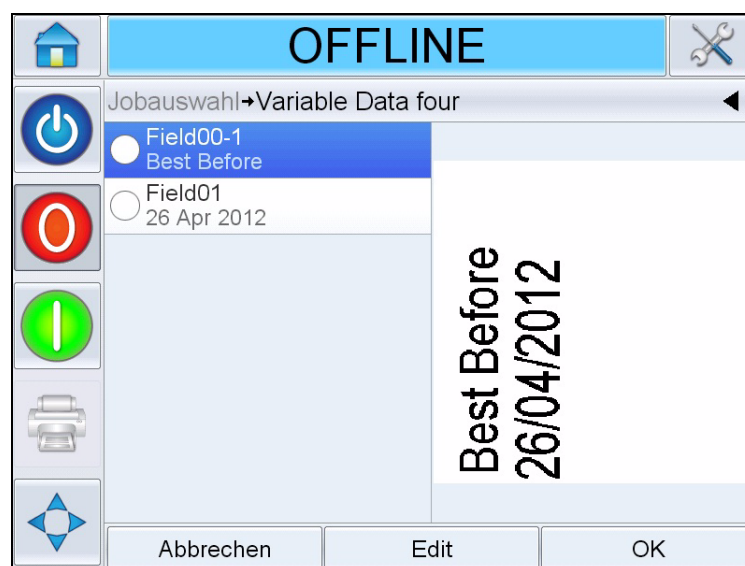 OFFLINE
Jobauswahl→Variable Data four
Field00-1
Best Before
Field01
26 Apr 2012
Best Before
26/04/2012
Abbrechen
Edit
OK